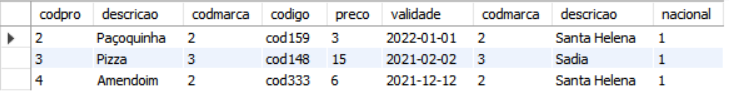 codpro descricao codmarca codigo preco validade codmarca descricao nacional
2 Paçoquinha 2 cod159 3 2022-01-01 2 Santa Helena 1
3 Pizza 3 cod148 15 2021-02-02 3 Sadia 1
4 Amendoim 2 cod333 6 2021-12-12 2 Santa Helena 1